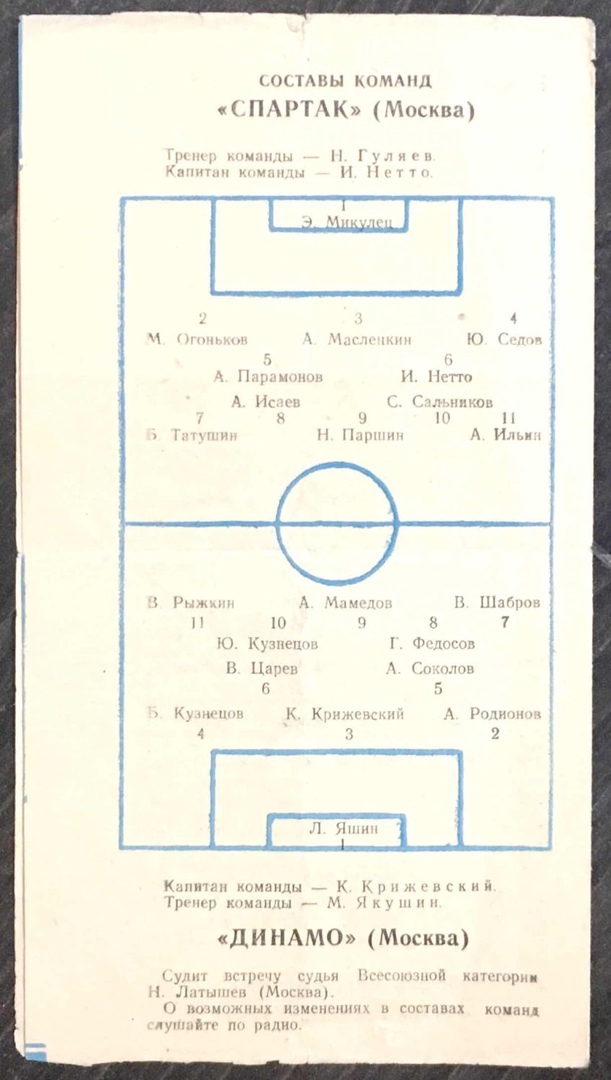 СОСТАВЫ КОМАНД
«СПАРТАК» (Москва)
Тренер команды — Н. Гуляев.
Капитан команды — И. Нетто.
1
Э. Микулец
2 3 4
М. Огоньков А. Маслепкин Ю. Седов
5 6
А. Парамонов И. Нетто
А. Исаев С. Сальников
7 8 9 10 11
Б. Татушин Н. Паршин А. Ильин
В. Рыжкин А. Мамедов В. Шабров
11 10 9 8 7
Ю. Кузнецов Г. Федосов
В. Царев А. Соколов
6 5
Б. Кузнецов К. Крижевский А. Родионов
4 3 2
Л. Яшин
1
Капитан команды — К. Крижевский.
Тренер команды — М. Якушин.
«ДИНАМО» (Москва)
Судит встречу судья Всесоюзной категории
Н. Латышев (Москва).
О возможных изменениях в составах команд
слушайте по радио.